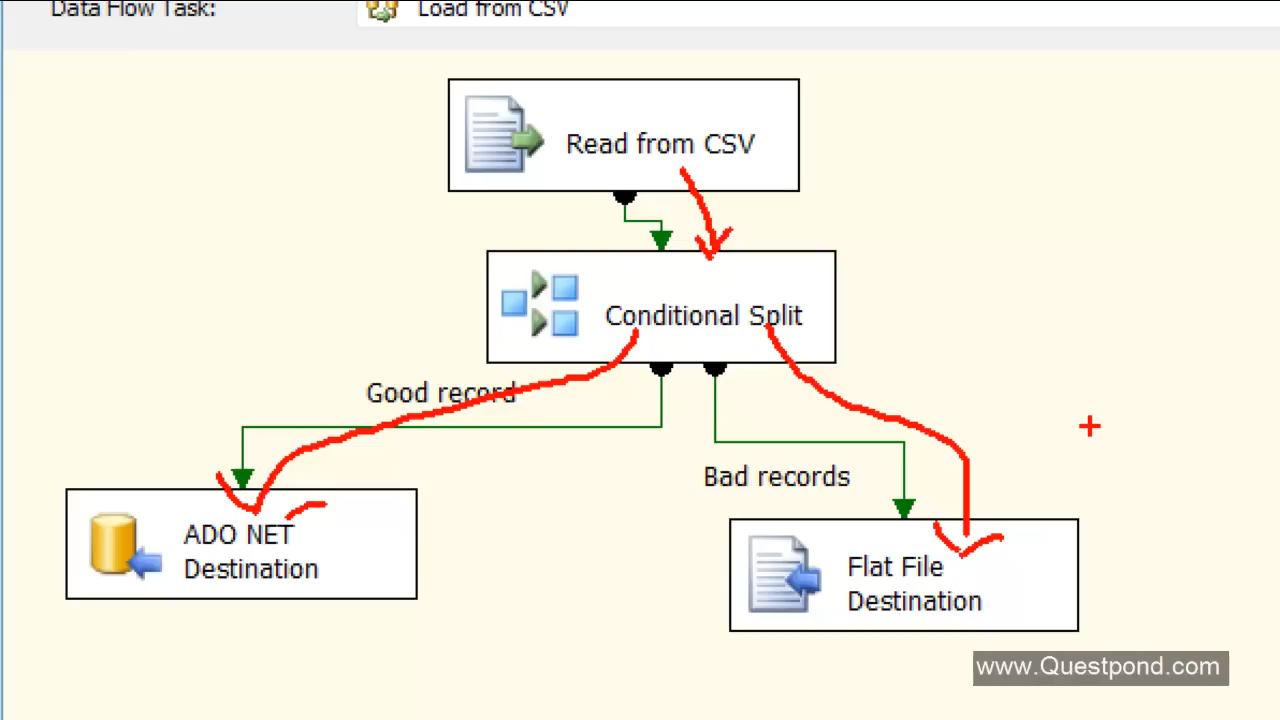 Data Flow Task:
Load from CSV
Read from CSV
Conditional Split
Good record
Bad records
ADO NET
Destination
Flat File
Destination
www.Questpond.com